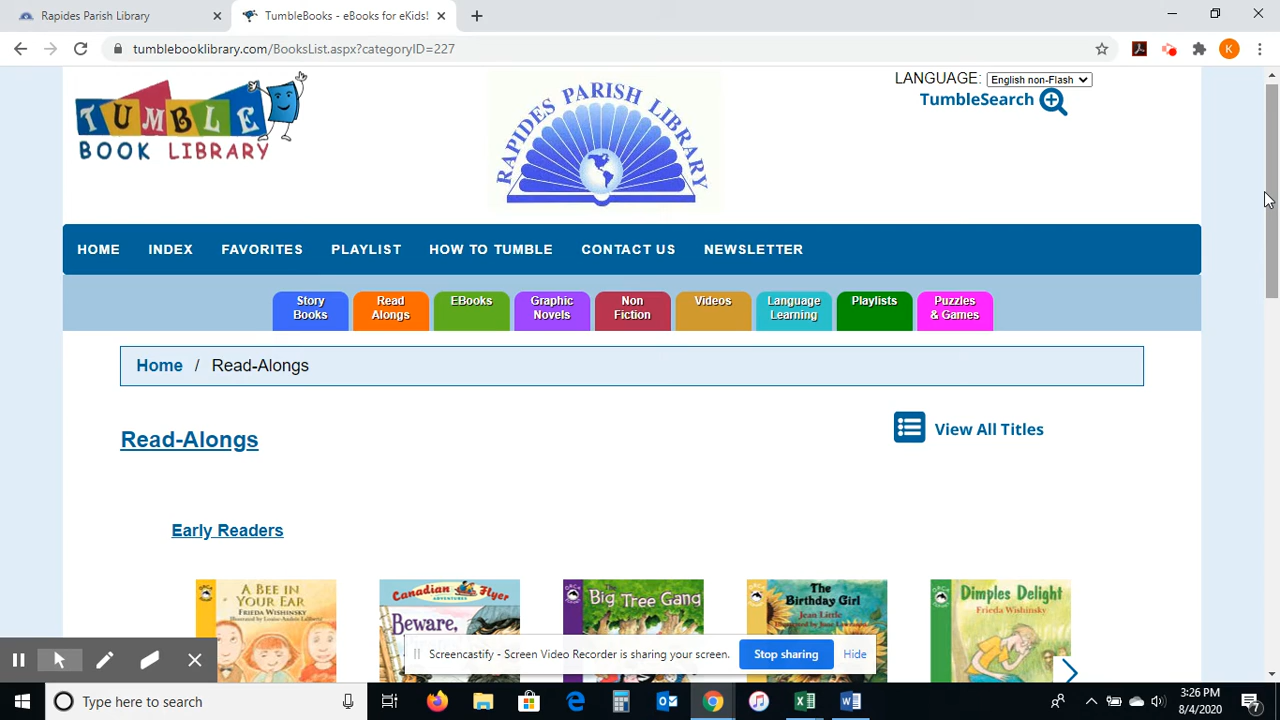 Rapides Parish Library
TumbleBooks - eBooks for eKids!
tumblebooklibrary.com/BooksList.aspx?categoryID=227
K
TUMBLE
BOOK LIBRARY
RAPIDES PARISH LIBRARY
LANGUAGE: English non-Flash
TumbleSearch
HOME INDEX FAVORITES PLAYLIST HOW TO TUMBLE CONTACT US NEWSLETTER
Story
Books
Read
Alongs
EBooks
Graphic
Novels
Non
Fiction
Videos
Language
Learning
Playlists
Puzzles
& Games
Home / Read-Alongs
Read-Alongs
View All Titles
Early Readers
A BEE IN
YOUR EAR
FRIEDA WISHINSKY
Canadian Flyer
ADVENTURES
Beware,
The
Big Tree Gang
The
Birthday Girl
Jean Little
Dimples Delight
Frieda Wishinsky
Screencastify - Screen Video Recorder is sharing your screen.
Stop sharing
Hide
Type here to search
3:26 PM
8/4/2020
7